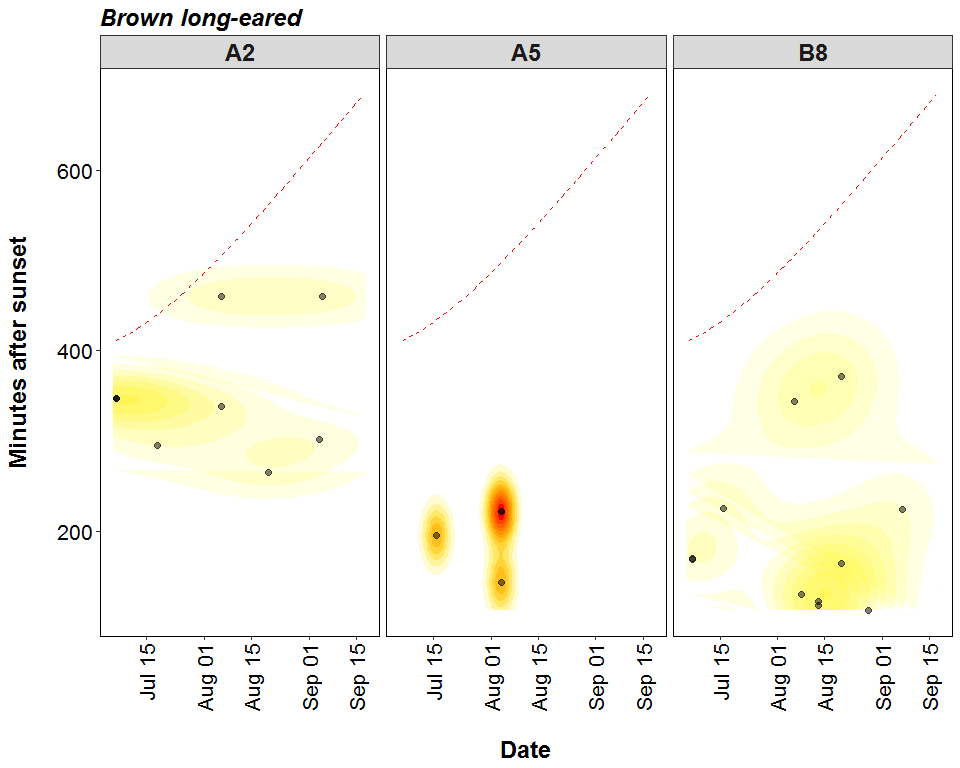 Brown long-eared
A2 A5 B8
Minutes after sunset
600
400
200
Jul 15 Aug 01 Aug 15 Sep 01 Sep 15 Jul 15 Aug 01 Aug 15 Sep 01 Sep 15 Jul 15 Aug 01 Aug 15 Sep 01 Sep 15
Date